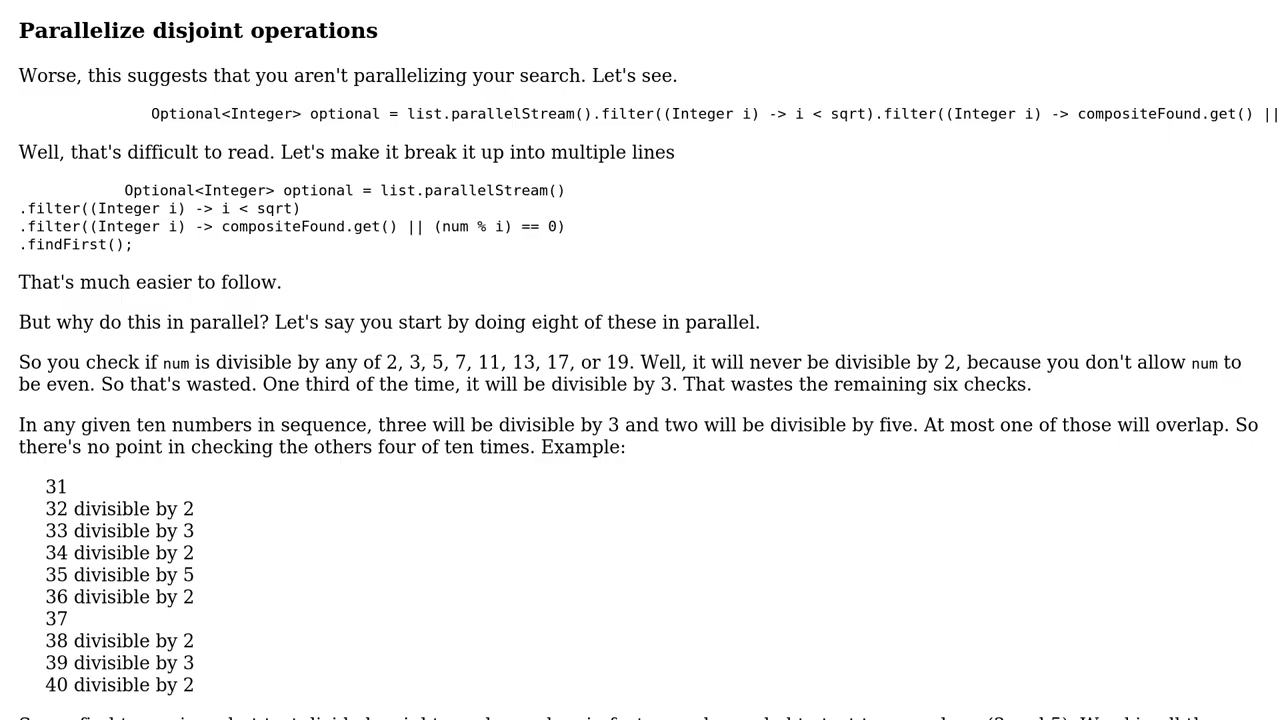 Parallelize disjoint operations
Worse, this suggests that you aren't parallelizing your search. Let's see.
Optional<Integer> optional = list.parallelStream().filter((Integer i) -> i < sqrt).filter((Integer i) -> compositeFound.get() ||
Well, that's difficult to read. Let's make it break it up into multiple lines
Optional<Integer> optional = list.parallelStream()
.filter((Integer i) -> i < sqrt)
.filter((Integer i) -> compositeFound.get() || (num % i) == 0)
.findFirst();
That's much easier to follow.
But why do this in parallel? Let's say you start by doing eight of these in parallel.
So you check if num is divisible by any of 2, 3, 5, 7, 11, 13, 17, or 19. Well, it will never be divisible by 2, because you don't allow num to
be even. So that's wasted. One third of the time, it will be divisible by 3. That wastes the remaining six checks.
In any given ten numbers in sequence, three will be divisible by 3 and two will be divisible by five. At most one of those will overlap. So
there's no point in checking the others four of ten times. Example:
31
32 divisible by 2
33 divisible by 3
34 divisible by 2
35 divisible by 5
36 divisible by 2
37
38 divisible by 2
39 divisible by 3
40 divisible by 2